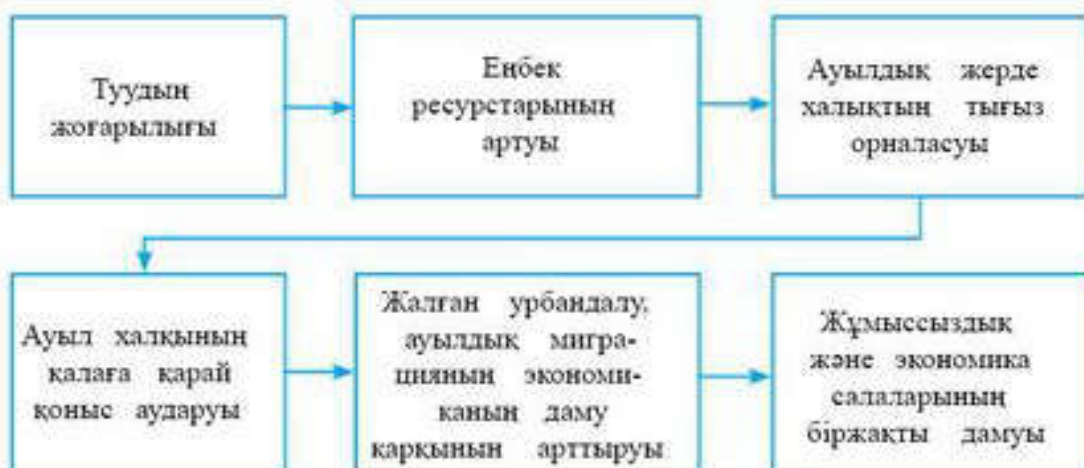 Туудың
жоғарылығы
Еңбек
ресурстарының
артуы
Ауылдық жерде
халықтың тығыз
орналасуы
Ауыл халқының
қалаға қарай
қоныс аударуы
Жалған урбандалу,
ауылдық мигра-
цияның экономи-
каның даму
қарқынын арттыруы
Жұмыссыздық
және экономика
салаларының
біржақты дамуы